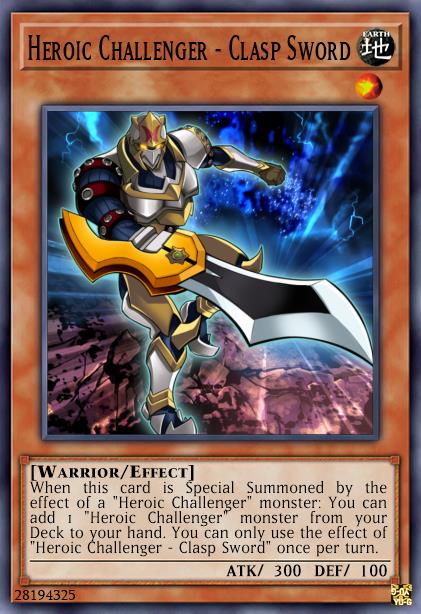 Heroic Challenger - Clasp Sword
EARTH
地
[Warrior/Effect]
When this card is Special Summoned by the
effect of a "Heroic Challenger" monster: You can
add 1 "Heroic Challenger" monster from your
Deck to your hand. You can only use the effect of
"Heroic Challenger - Clasp Sword" once per turn.
ATK/ 300 DEF/ 100
28194325